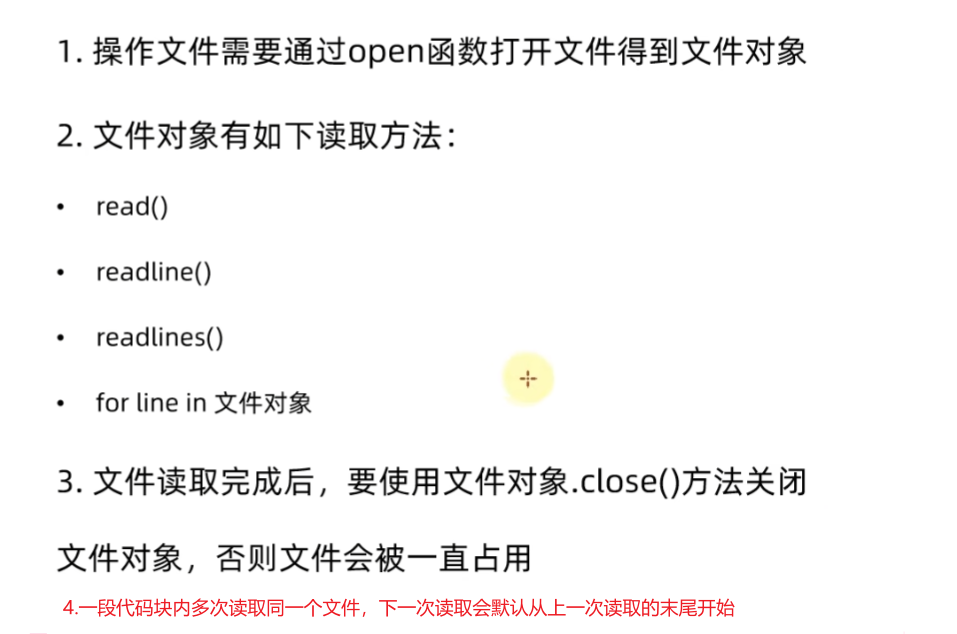 1. 操作文件需要通过open函数打开文件得到文件对象
2. 文件对象有如下读取方法：
• read()
• readline()
• readlines()
• for line in 文件对象
3. 文件读取完成后，要使用文件对象.close()方法关闭
文件对象，否则文件会被一直占用
4.一段代码块内多次读取同一个文件，下一次读取会默认从上一次读取的末尾开始